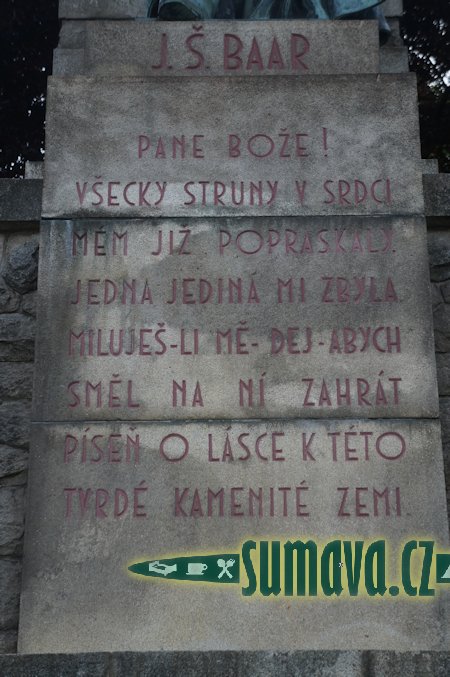 J. Š. BAAR
PANE BOŽE!
VŠECKY STRUNY V SRDCI
MÉM JIŽ POPRASKALY.
JEDNA JEDINÁ MI ZBYLA.
MILUJEŠ-LI MĚ- DEJ-ABYCH
SMĚL NA NÍ ZAHRÁT
PÍSEŇ O LÁSCE K TÉTO
TVRDÉ KAMENITÉ ZEMI.
sumava.cz